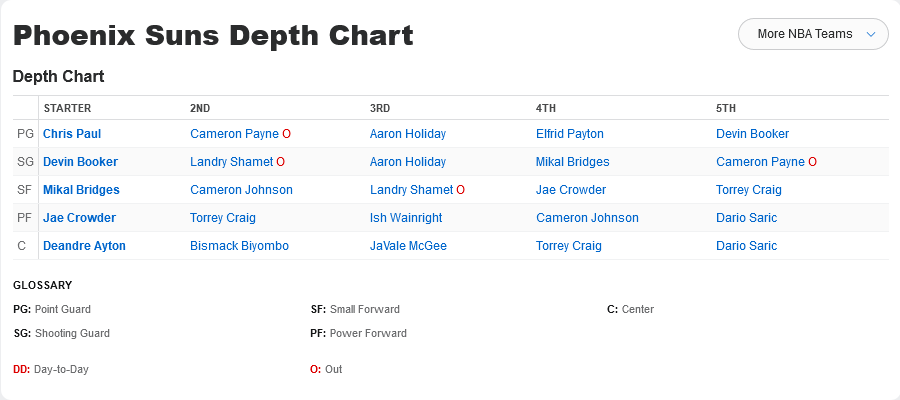 Phoenix Suns Depth Chart
More NBA Teams
Depth Chart
STARTER 2ND 3RD 4TH 5TH
PG Chris Paul Cameron Payne O Aaron Holiday Elfrid Payton Devin Booker
SG Devin Booker Landry Shamet O Aaron Holiday Mikal Bridges Cameron Payne O
SF Mikal Bridges Cameron Johnson Landry Shamet O Jae Crowder Torrey Craig
PF Jae Crowder Torrey Craig Ish Wainright Cameron Johnson Dario Saric
C Deandre Ayton Bismack Biyombo JaVale McGee Torrey Craig Dario Saric
GLOSSARY
PG: Point Guard SF: Small Forward C: Center
SG: Shooting Guard PF: Power Forward
DD: Day-to-Day O: Out